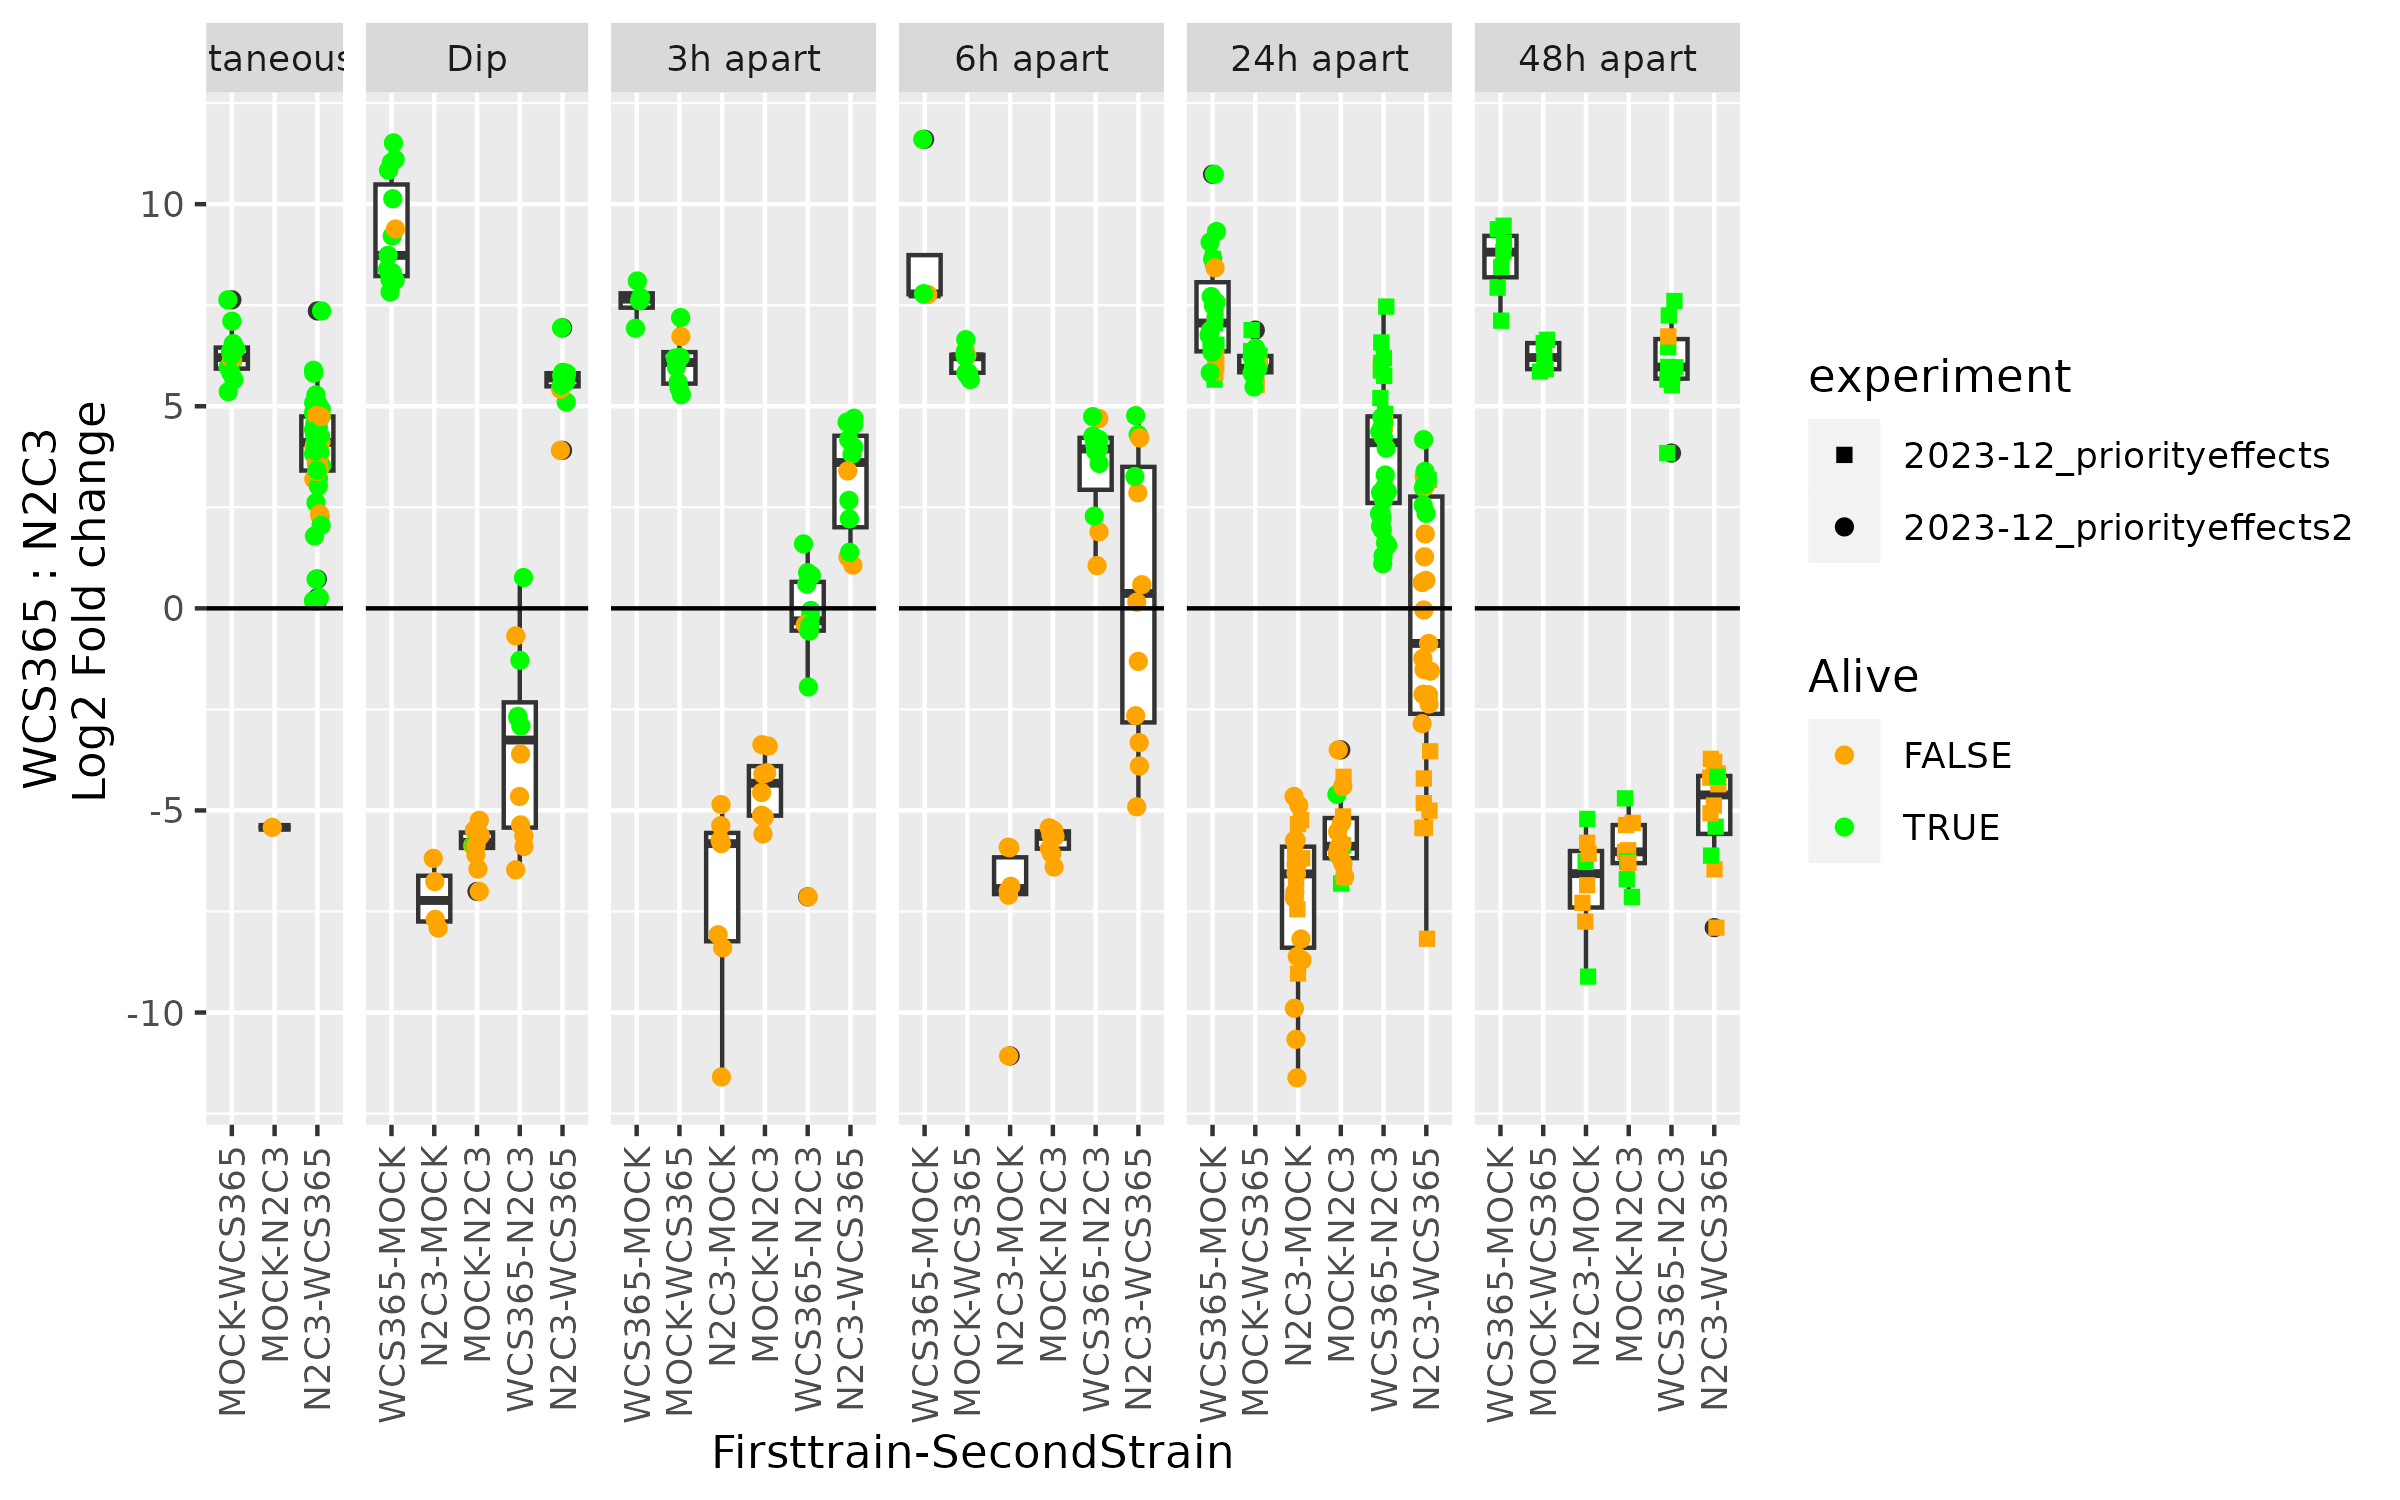 taneous
Dip
3h apart
6h apart
24h apart
48h apart
WCS365 : N2C3
Log2 Fold change
10
5
0
-5
-10
MOCK-WCS365
MOCK-N2C3
N2C3-WCS365
WCS365-MOCK
N2C3-MOCK
MOCK-N2C3
WCS365-N2C3
N2C3-WCS365
WCS365-MOCK
MOCK-WCS365
N2C3-MOCK
MOCK-N2C3
WCS365-N2C3
N2C3-WCS365
WCS365-MOCK
MOCK-WCS365
N2C3-MOCK
MOCK-N2C3
WCS365-N2C3
N2C3-WCS365
WCS365-MOCK
MOCK-WCS365
N2C3-MOCK
MOCK-N2C3
WCS365-N2C3
N2C3-WCS365
WCS365-MOCK
MOCK-WCS365
N2C3-MOCK
MOCK-N2C3
WCS365-N2C3
N2C3-WCS365
Firsttrain-SecondStrain
experiment
2023-12_priorityeffects
2023-12_priorityeffects2
Alive
FALSE
TRUE